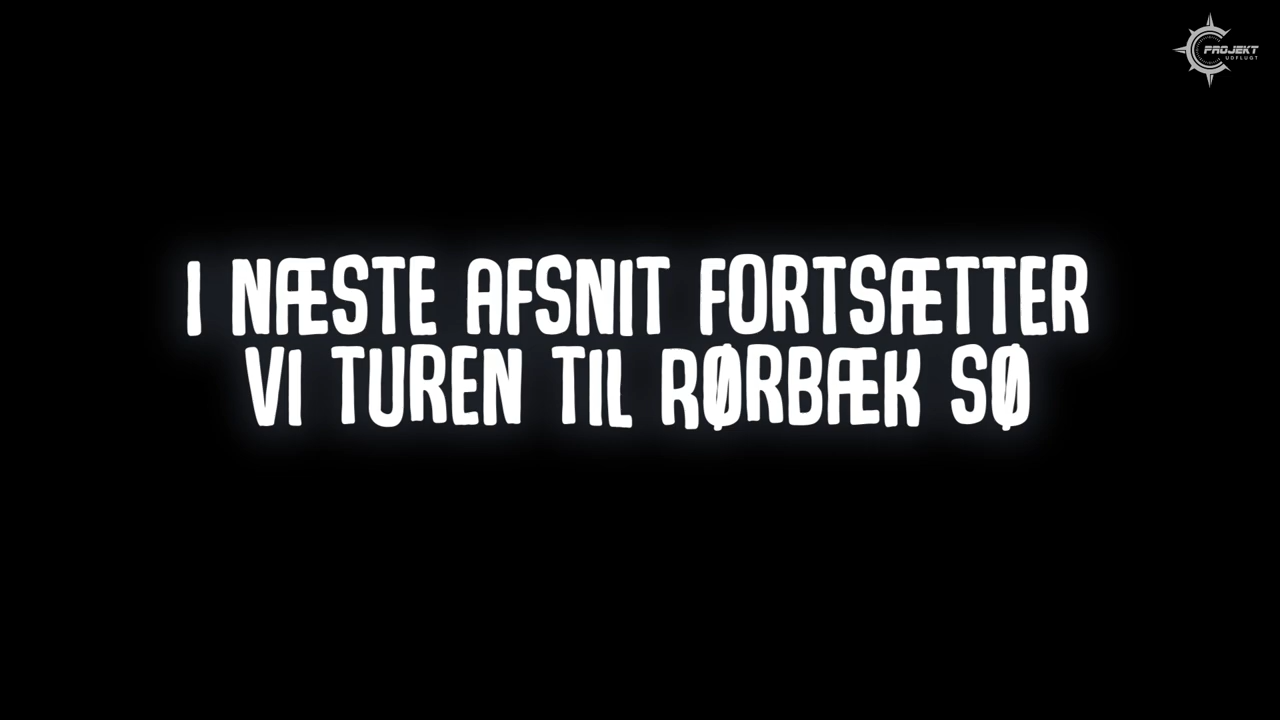 PROJEKT
UDFLUGT
I NÆSTE AFSNIT FORTSÆTTER
VI TUREN TIL RØRBÆK SØ